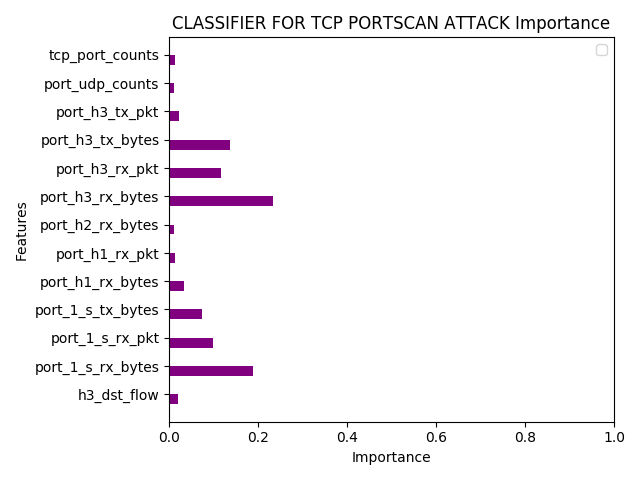 CLASSIFIER FOR TCP PORTSCAN ATTACK Importance
tcp_port_counts
port_udp_counts
port_h3_tx_pkt
port_h3_tx_bytes
port_h3_rx_pkt
port_h3_rx_bytes
port_h2_rx_bytes
port_h1_rx_pkt
port_h1_rx_bytes
port_1_s_tx_bytes
port_1_s_rx_pkt
port_1_s_rx_bytes
h3_dst_flow
Features
0.0 0.2 0.4 0.6 0.8 1.0
Importance